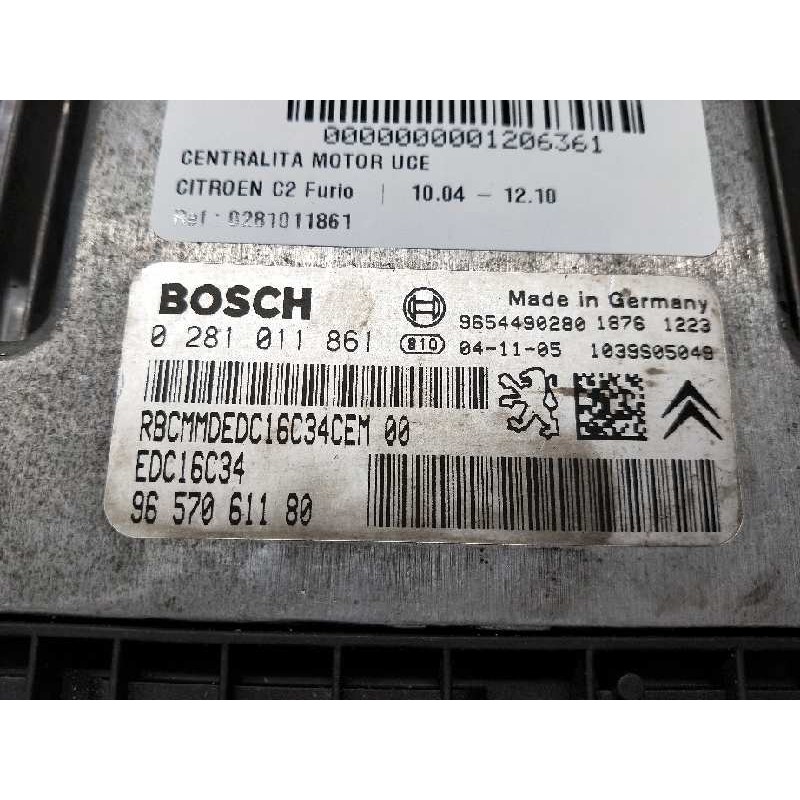 0000000001206361
CENTRALITA MOTOR UCE
CITROEN C2 Furio | 10.04 – 12.10
Ref.: 0281011861
BOSCH
Made in Germany
0 281 011 861
9654490280 1876 1223
810 04-11-05 1039S05049
RBCMMDEDC16C34CEM 00
EDC16C34
96 570 611 80